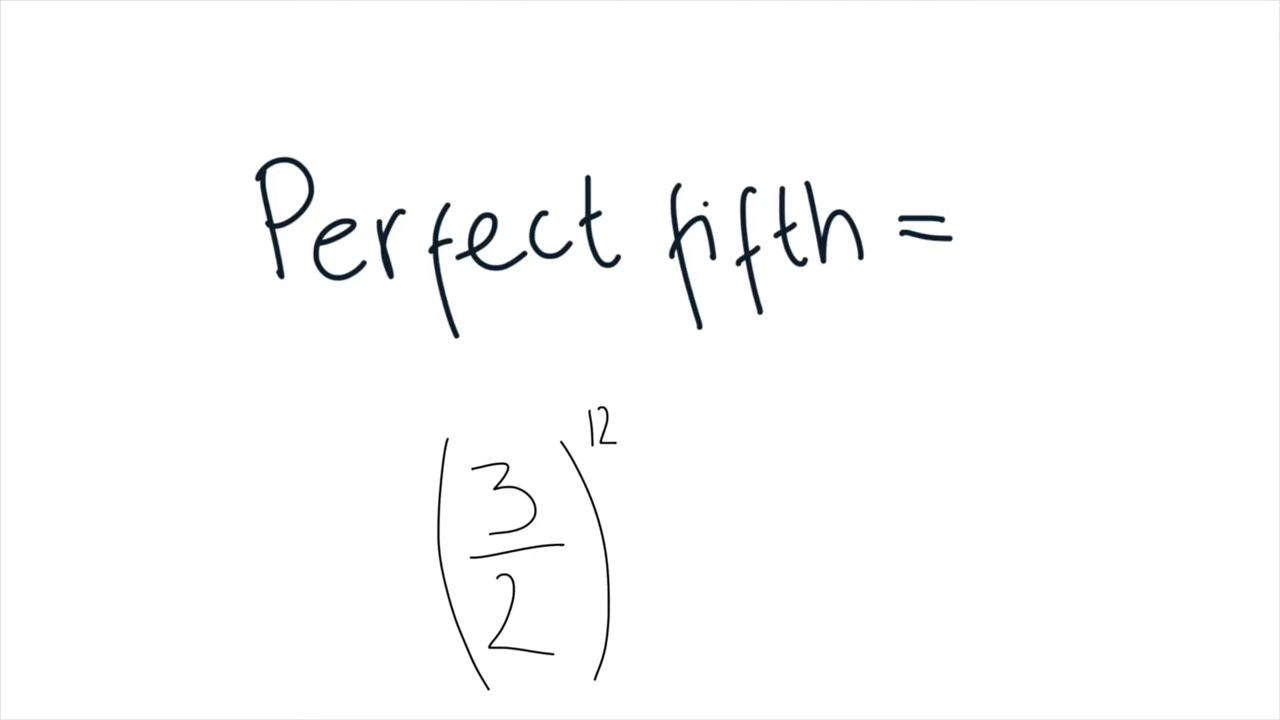 Perfect fifth =
(3/2)^12